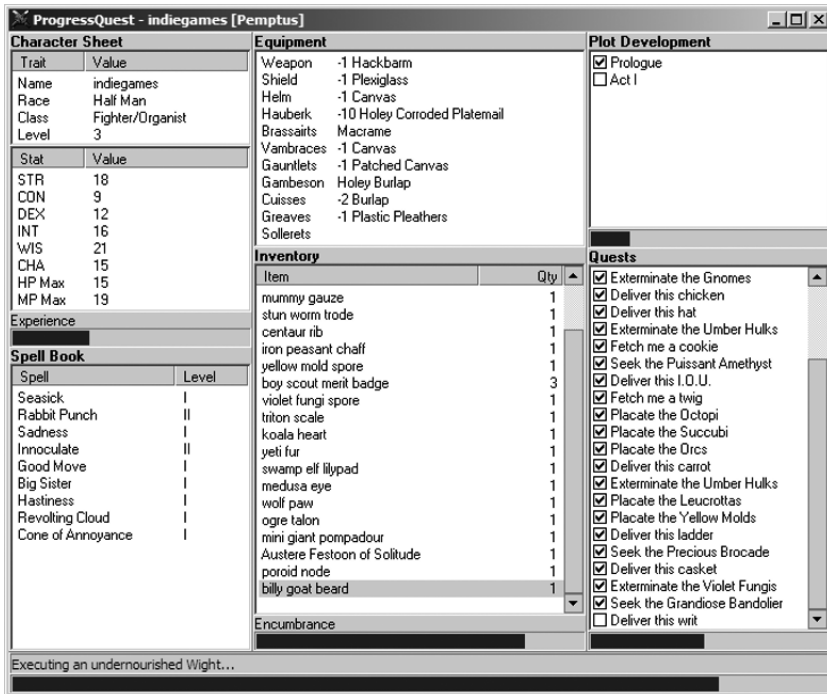 ProgressQuest - indiegames [Pemptus]
Character Sheet
Trait Value
Name indiegames
Race Half Man
Class Fighter/Organist
Level 3
Stat Value
STR 18
CON 9
DEX 12
INT 16
WIS 21
CHA 15
HP Max 15
MP Max 19
Experience
Spell Book
Spell Level
Seasick I
Rabbit Punch II
Sadness I
Innoculate II
Good Move I
Big Sister I
Hastiness I
Revolting Cloud I
Cone of Annoyance I
Equipment
Weapon -1 Hackbarm
Shield -1 Plexiglass
Helm -1 Canvas
Hauberk -10 Holey Corroded Platemail
Brassairts Macrame
Vambraces -1 Canvas
Gauntlets -1 Patched Canvas
Gambeson Holey Burlap
Cuisses -2 Burlap
Greaves -1 Plastic Pleathers
Sollerets
Inventory
Item Qty
mummy gauze 1
stun worm trode 1
centaur rib 1
iron peasant chaff 1
yellow mold spore 1
boy scout merit badge 3
violet fungi spore 1
triton scale 1
koala heart 1
yeti fur 1
swamp elf lilypad 1
medusa eye 1
wolf paw 1
ogre talon 1
mini giant pompadour 1
Austere Festoon of Solitude 1
poroid node 1
billy goat beard 1
Encumbrance
Plot Development
Prologue
Act I
Quests
Exterminate the Gnomes
Deliver this chicken
Deliver this hat
Exterminate the Umber Hulks
Fetch me a cookie
Seek the Puissant Amethyst
Deliver this I.O.U.
Fetch me a twig
Placate the Octopi
Placate the Succubi
Placate the Orcs
Deliver this carrot
Exterminate the Umber Hulks
Placate the Leucrottas
Placate the Yellow Molds
Deliver this ladder
Seek the Precious Brocade
Deliver this casket
Exterminate the Violet Fungis
Seek the Grandiose Bandolier
Deliver this writ
Executing an undernourished Wight...